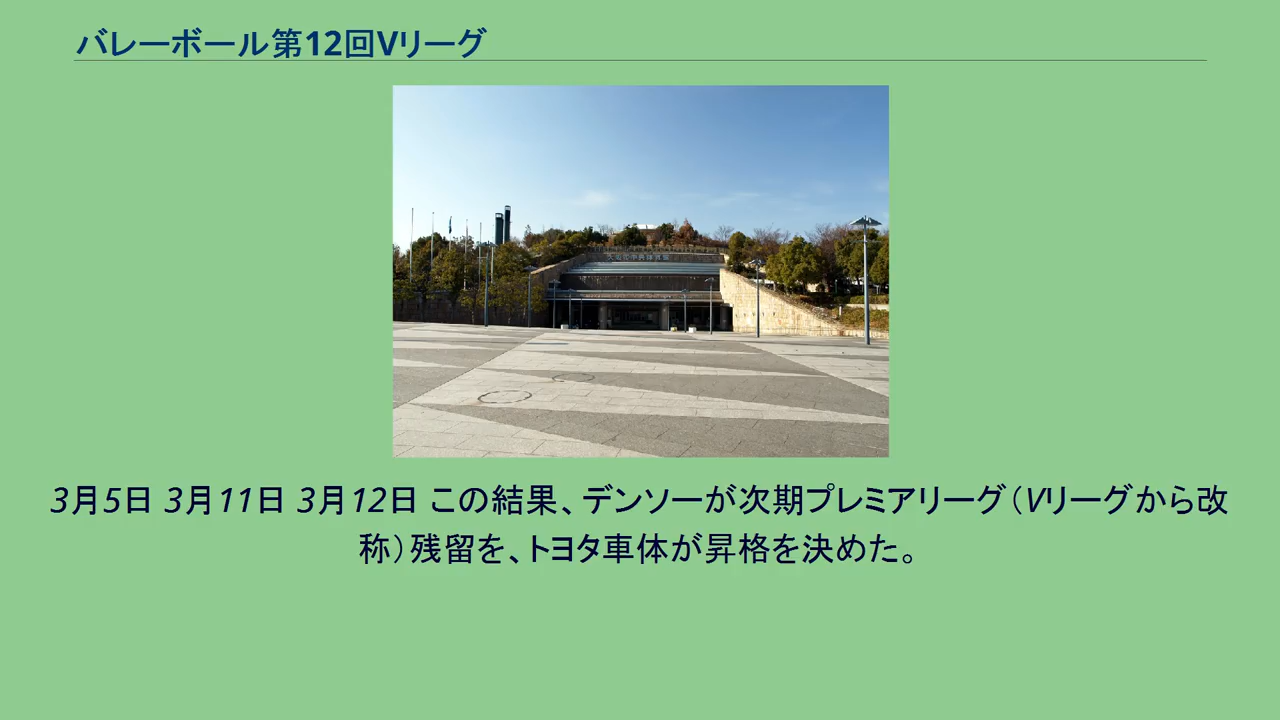 バレーボール第12回Vリーグ
3月5日 3月11日 3月12日 この結果、デンソーが次期プレミアリーグ（Vリーグから改
称）残留を、トヨタ車体が昇格を決めた。